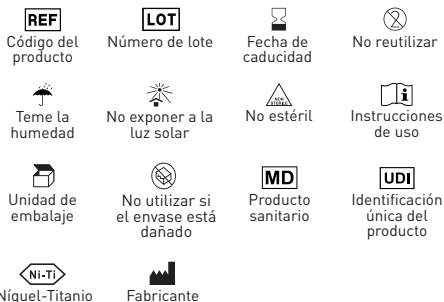 REF
LOT
2
Código del
producto
Número de lote
Fecha de
caducidad
No reutilizar
NON
STERILE
i
Teme la
humedad
No exponer a la
luz solar
No estéril
Instrucciones
de uso
MD
UDI
Unidad de
embalaje
No utilizar si
el envase está
dañado
Producto
sanitario
Identificación
única del
producto
Ni-Ti
Níquel-Titanio
Fabricante